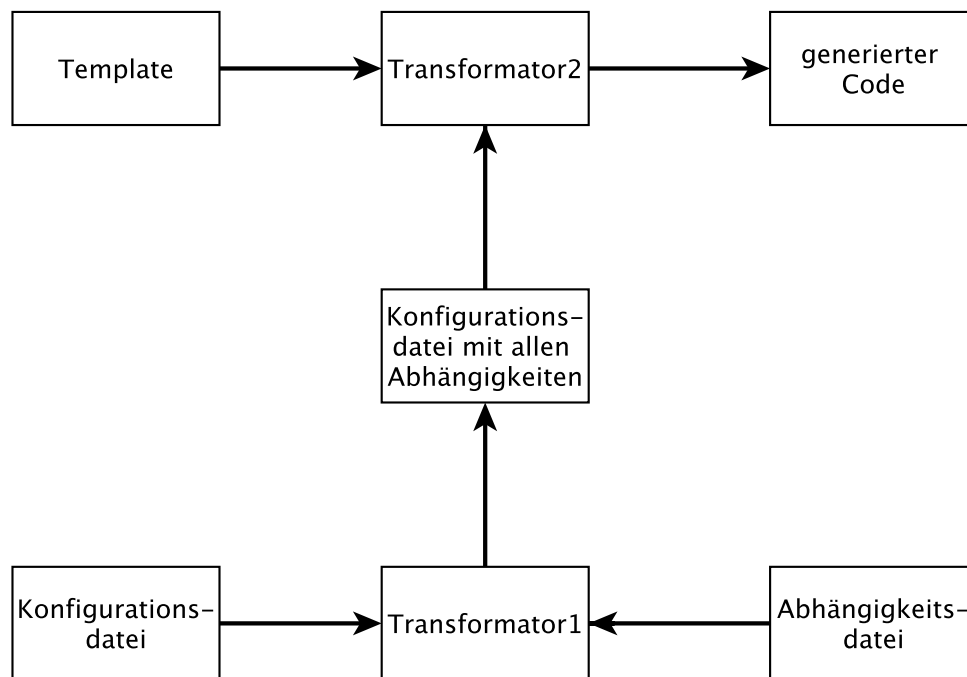 Template
Transformator2
generierter
Code
Konfigurations-
datei mit allen
Abhängigkeiten
Konfigurations-
datei
Transformator1
Abhängigkeits-
datei